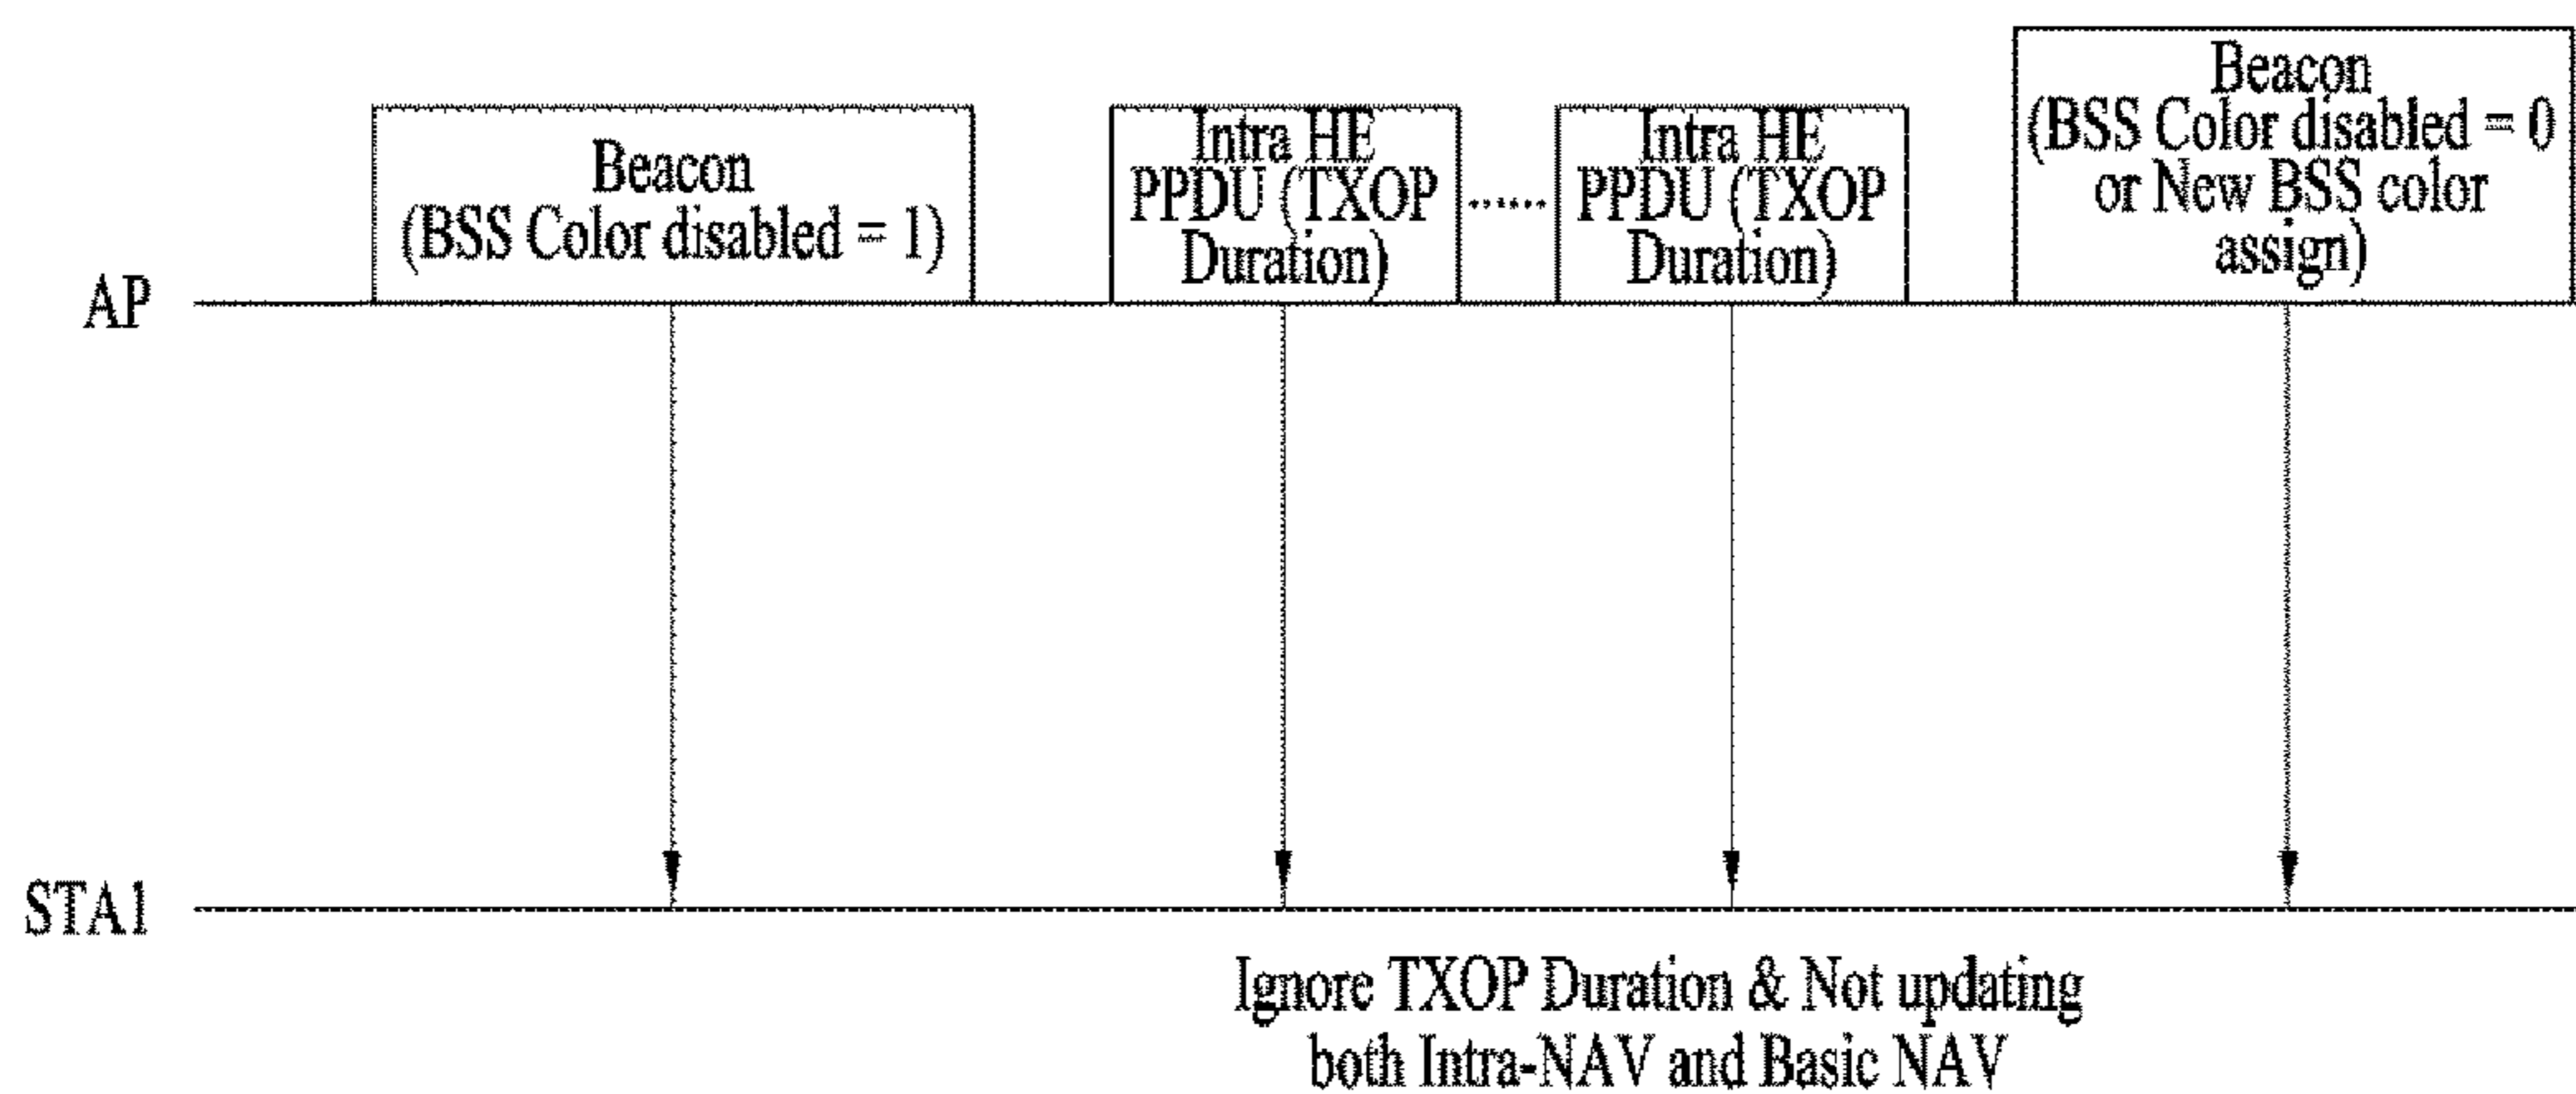 Beacon
(BSS Color disabled = 1)
Intra HE
PPDU (TXOP
Duration)
......
Intra HE
PPDU (TXOP
Duration)
Beacon
(BSS Color disabled = 0
or New BSS color
assign)
AP
STA1
Ignore TXOP Duration & Not updating
both Intra-NAV and Basic NAV